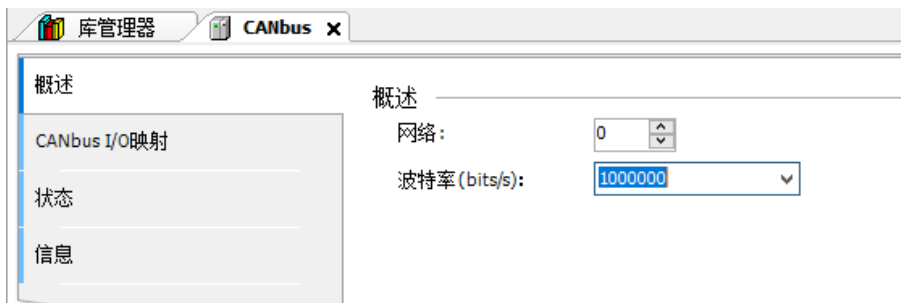 库管理器 CANbus
概述
概述
CANbus I/O映射
网络: 0
波特率(bits/s): 1000000
状态
信息